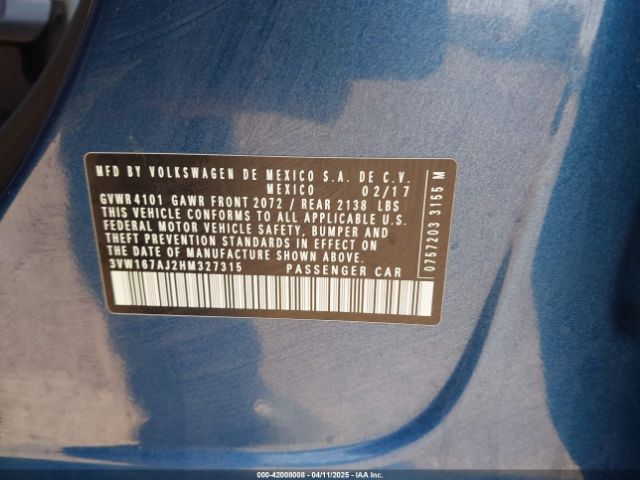 MFD BY VOLKSWAGEN DE MEXICO S.A. DE C.V.
MEXICO 02/17
GVWR 4101 GAWR FRONT 2072 / REAR 2138 LBS
THIS VEHICLE CONFORMS TO ALL APPLICABLE U.S.
FEDERAL MOTOR VEHICLE SAFETY, BUMPER AND
THEFT PREVENTION STANDARDS IN EFFECT ON
THE DATE OF MANUFACTURE SHOWN ABOVE.
3VW167AJ2HM327315 PASSENGER CAR
0757203 3155 M
000-42008008 - 04/11/2025 - IAAI.COM